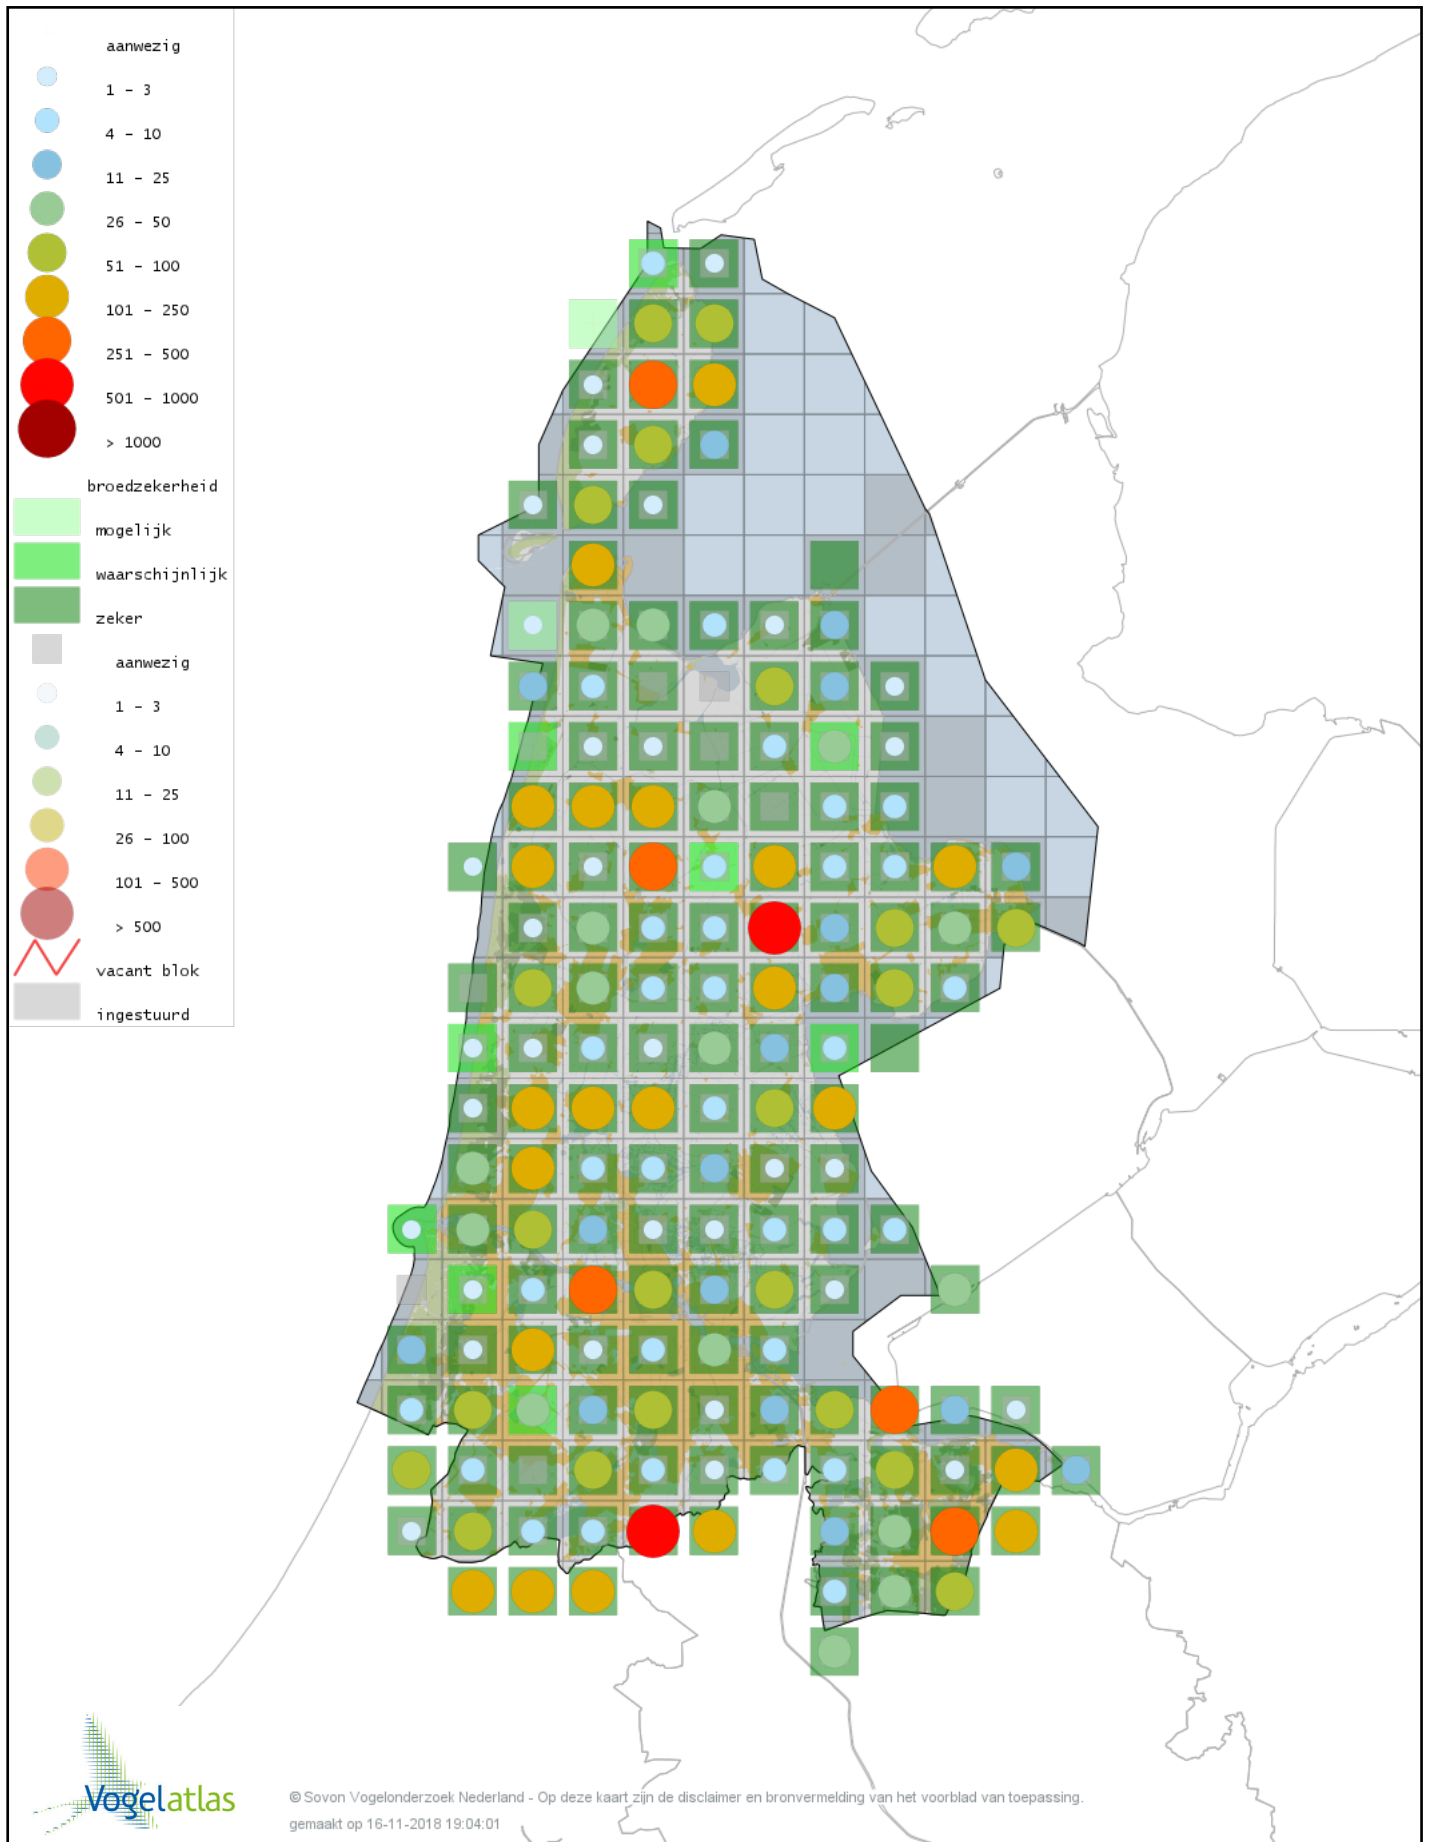 aanwezig
1 - 3
4 - 10
11 - 25
26 - 50
51 - 100
101 - 250
251 - 500
501 - 1000
> 1000
broedzekerheid
mogelijk
waarschijnlijk
zeker
aanwezig
1 - 3
4 - 10
11 - 25
26 - 100
101 - 500
> 500
vacant blok
ingestuurd
Vogelatlas
© Sovon Vogelonderzoek Nederland - Op deze kaart zijn de disclaimer en bronvermelding van het voorblad van toepassing.
gemaakt op 16-11-2018 19:04:01